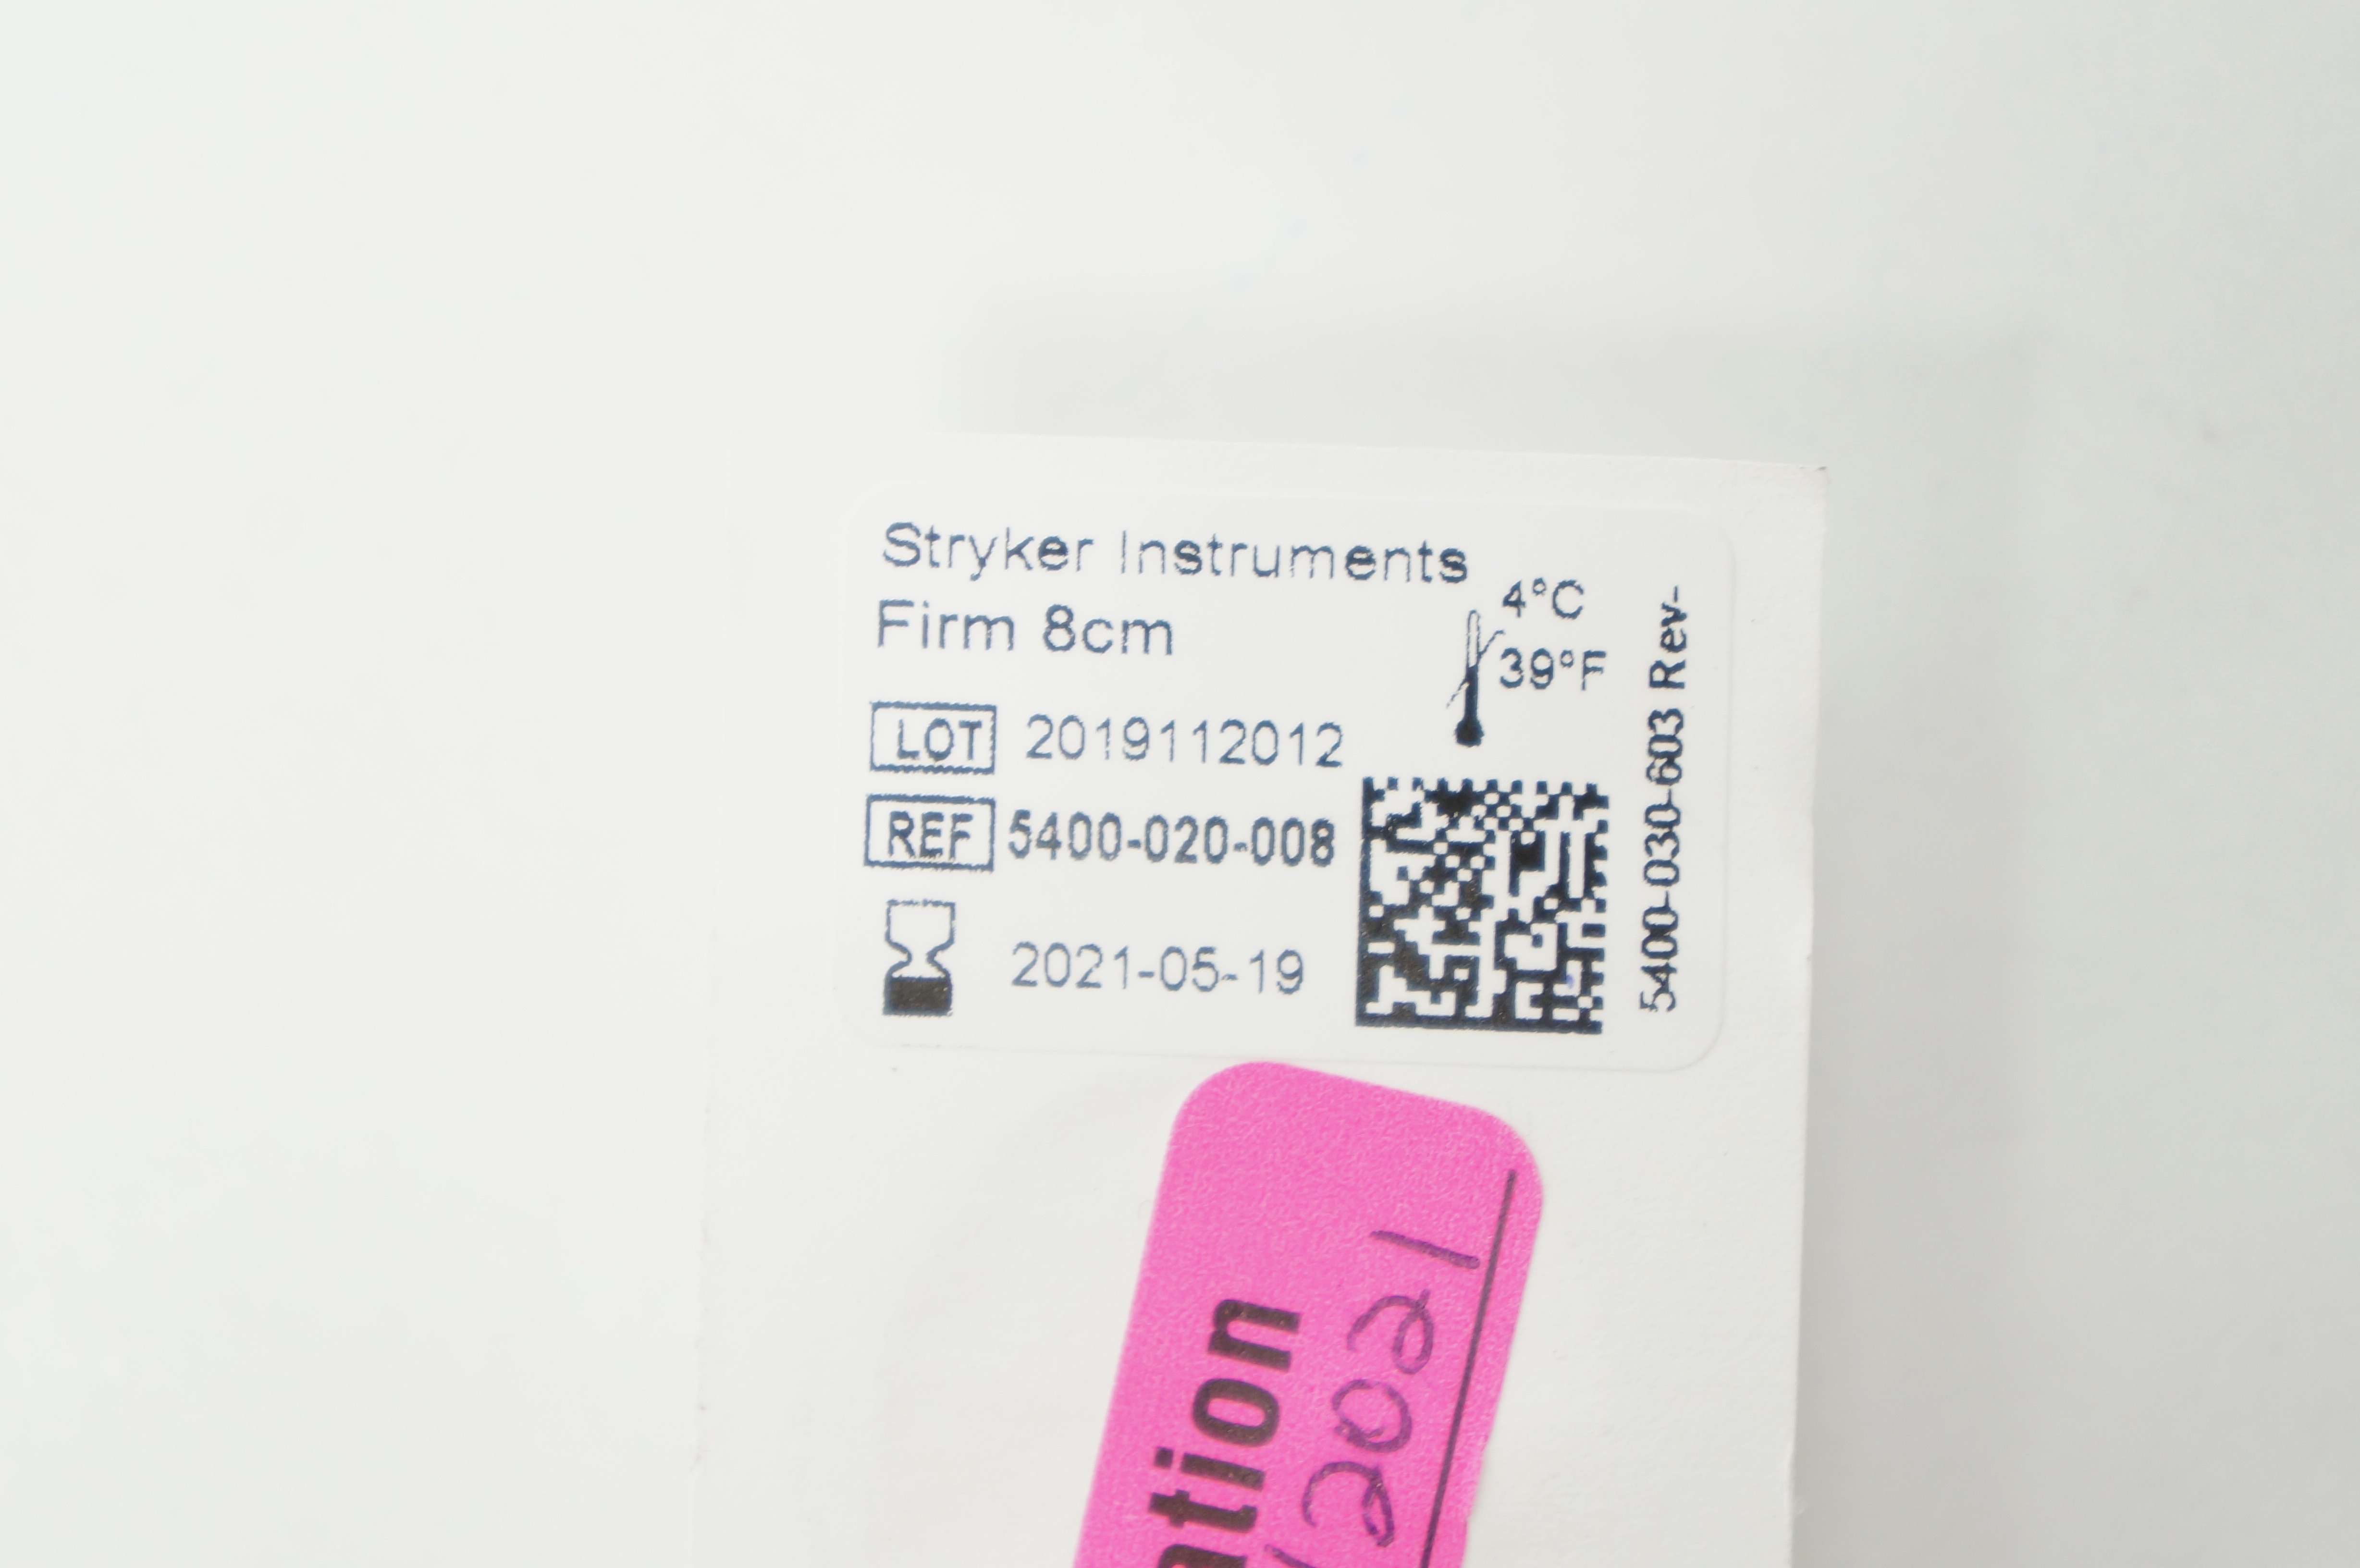 Stryker Instruments
Firm 8cm
4°C
39°F
LOT 2019112012
REF 5400-020-008
2021-05-19
5400-030-603 Rev-
ation
/2021